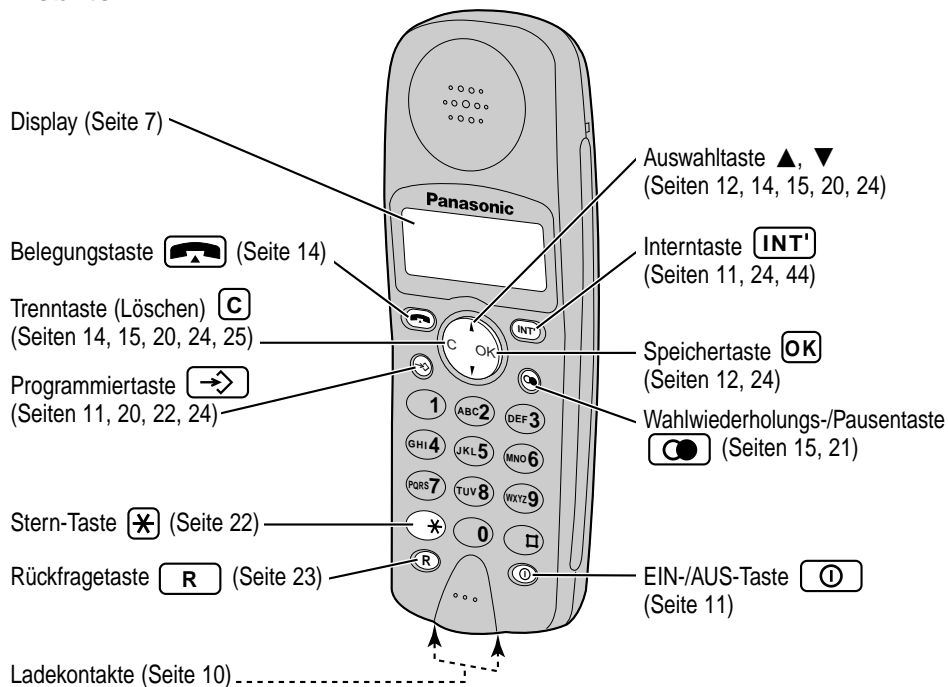 Display (Seite 7)
Belegungstaste (Seite 14)
Trenntaste (Löschen) C
(Seiten 14, 15, 20, 24, 25)
Programmiertaste
(Seiten 11, 20, 22, 24)
Stern-Taste (Seite 22)
Rückfragetaste R (Seite 23)
Ladekontakte (Seite 10)
Panasonic
INT'
C OK
1 ABC2 DEF3
GHI4 JKL5 MNO6
PQRS7 TUV8 WXYZ9
* 0
R
Auswahltaste ▲, ▼
(Seiten 12, 14, 15, 20, 24)
Interntaste INT'
(Seiten 11, 24, 44)
Speichertaste OK
(Seiten 12, 24)
Wahlwiederholungs-/Pausentaste
(Seiten 15, 21)
EIN-/AUS-Taste
(Seite 11)